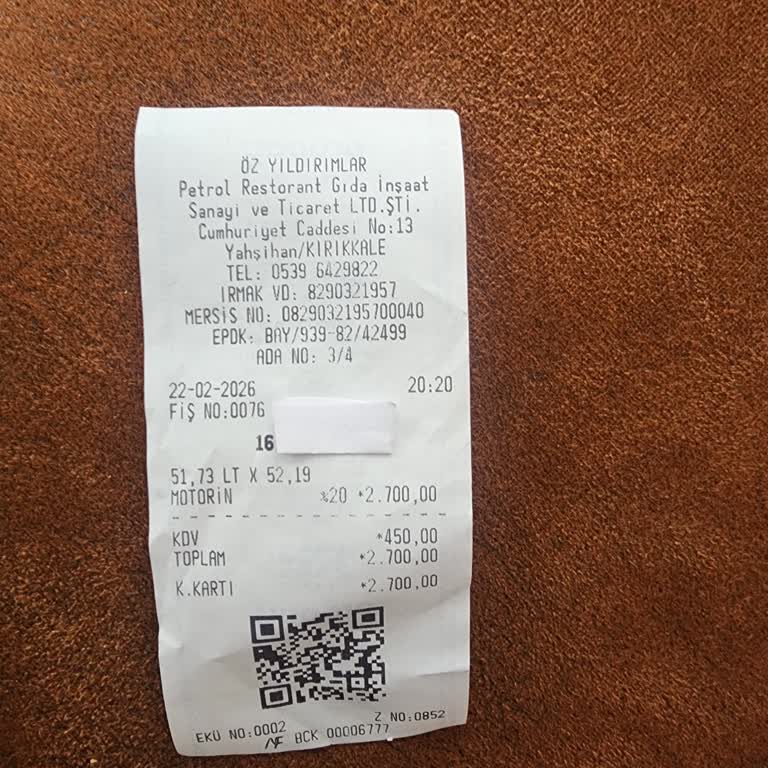 ÖZ YILDIRIMLAR
Petrol Restorant Gıda İnşaat
Sanayi ve Ticaret LTD.ŞTİ.
Cumhuriyet Caddesi No:13
Yahşihan/KIRIKKALE
TEL: 0539 6429822
IRMAK VD: 8290321957
MERSİS NO: 0829032195700040
EPDK: BAY/939-82/42499
ADA NO: 3/4
22-02-2026 20:20
FİŞ NO:0076
16
51,73 LT X 52,19
MOTORİN %20 *2.700,00
KDV *450,00
TOPLAM *2.700,00
K.KARTI *2.700,00
Z NO:0852
EKÜ NO:0002
NF BCK 00006777